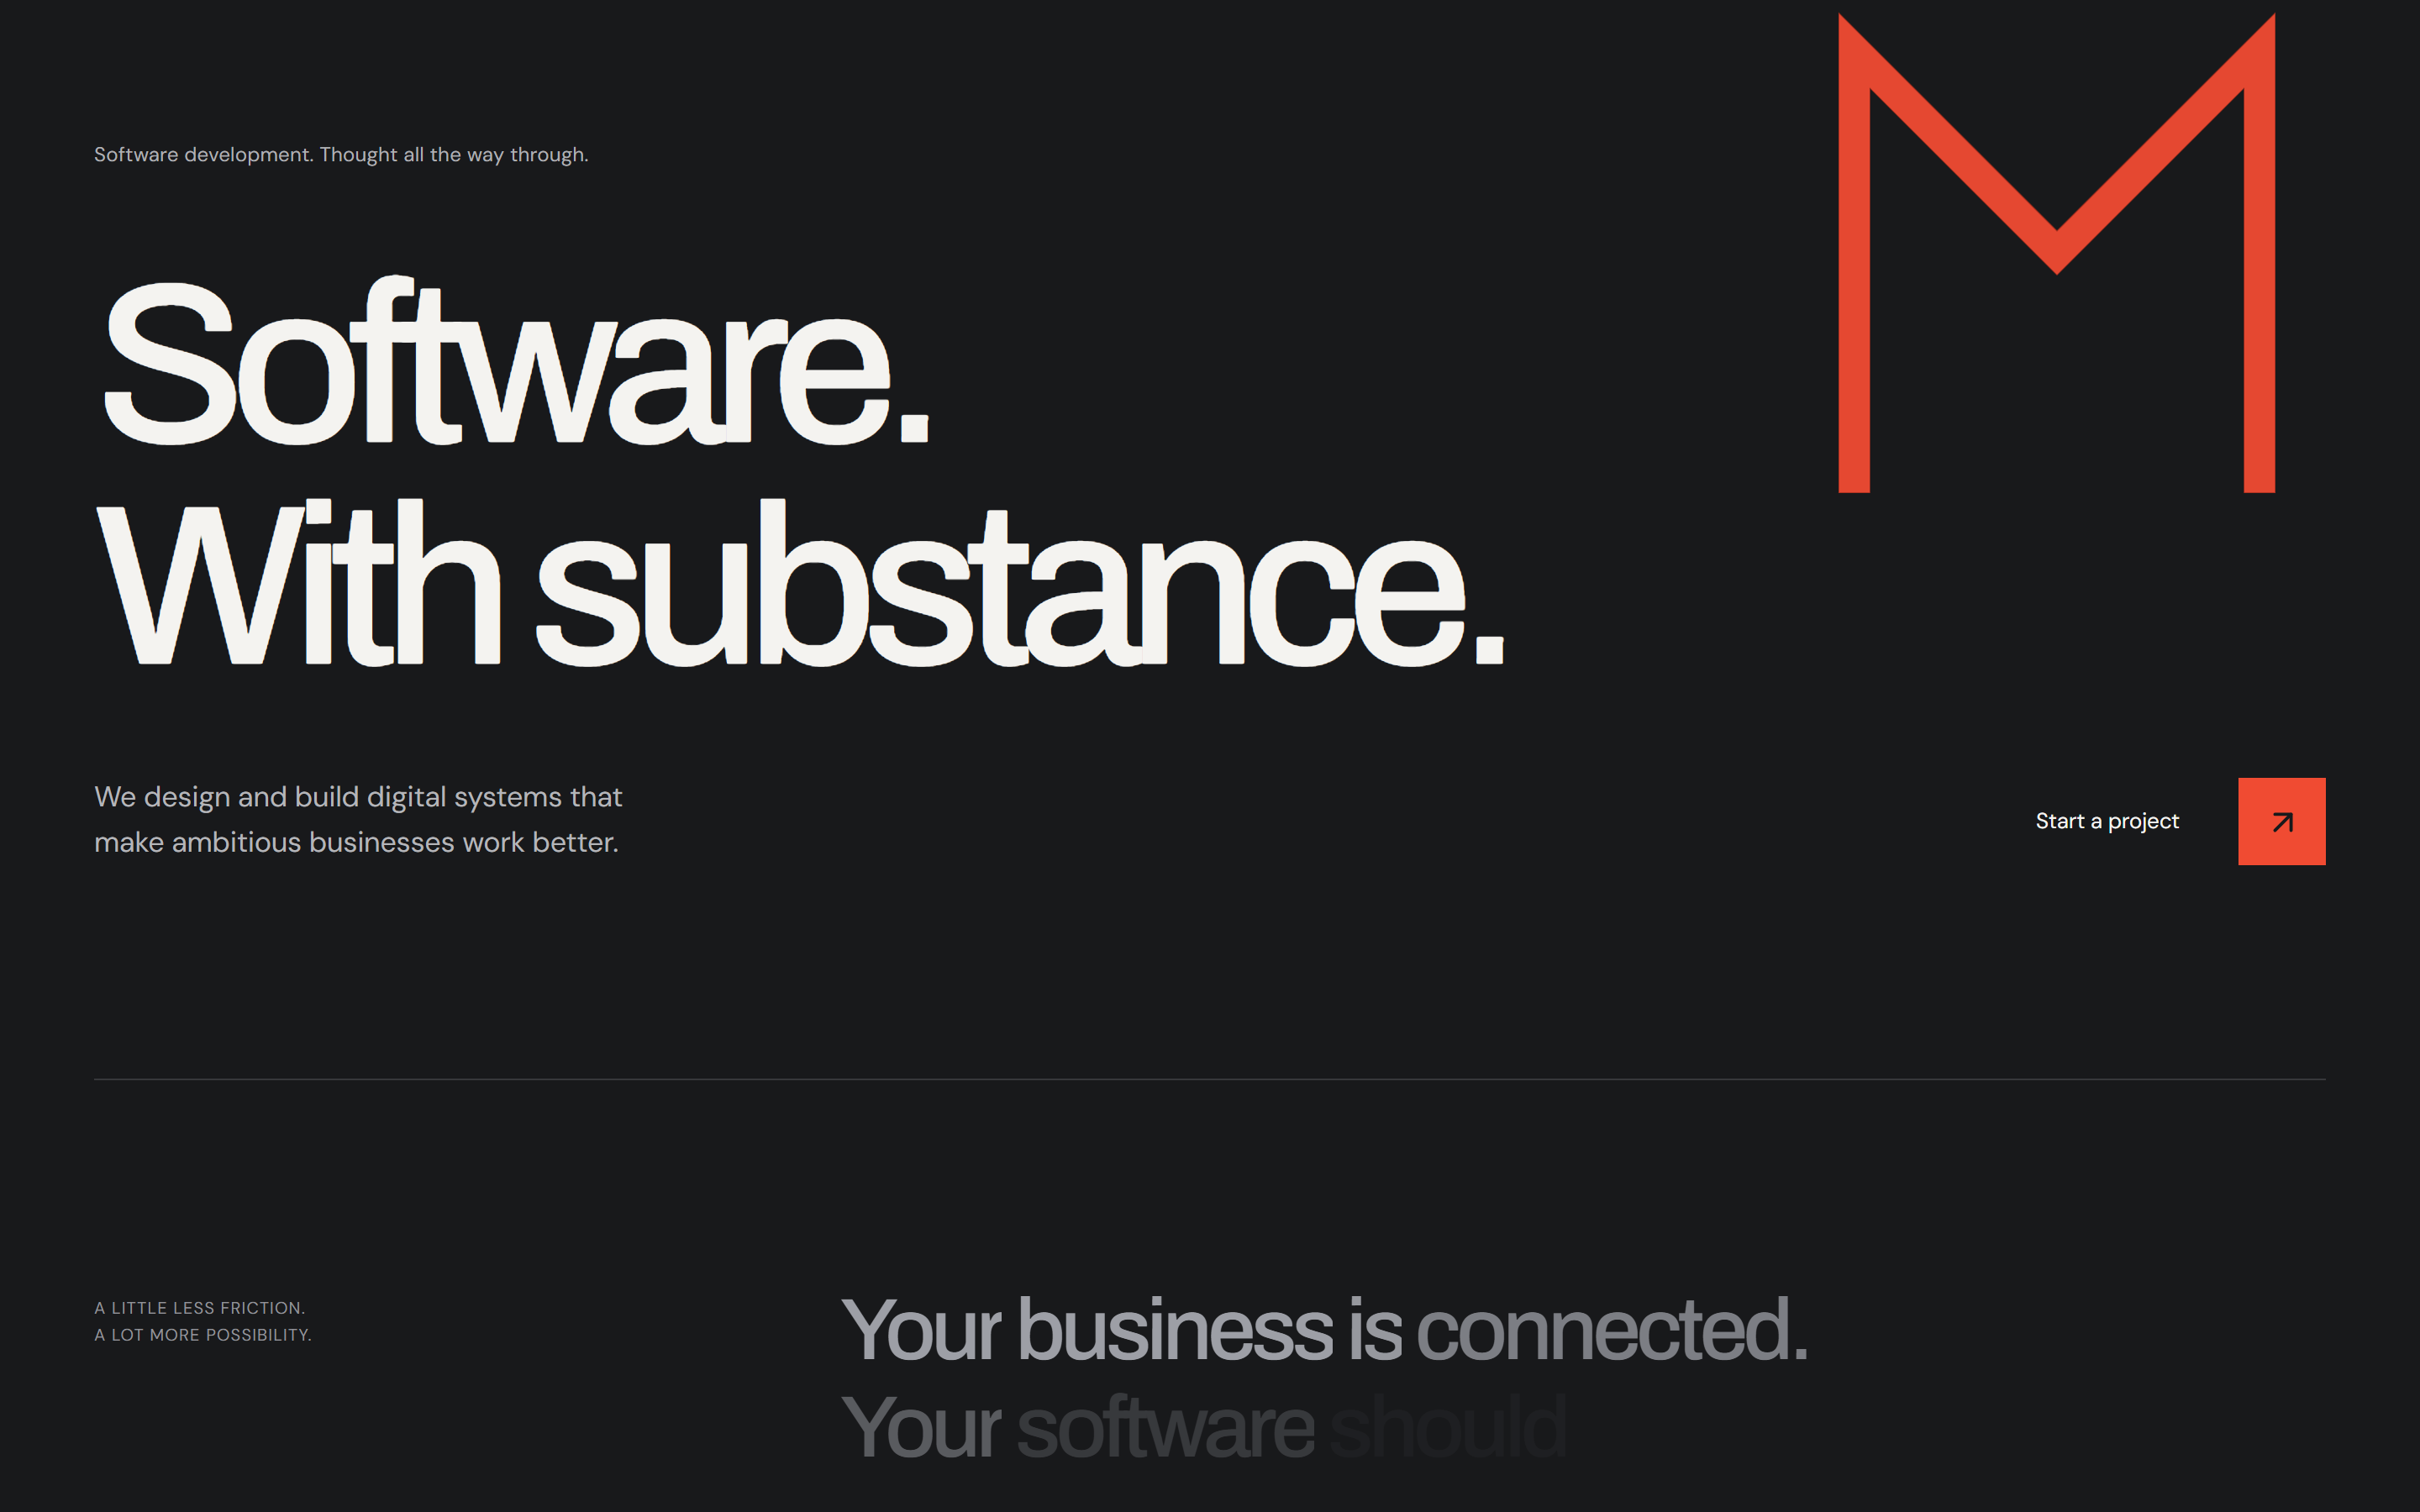 M
Software development. Thought all the way through.
Software.
With substance.
We design and build digital systems that
make ambitious businesses work better.
Start a project
A LITTLE LESS FRICTION.
A LOT MORE POSSIBILITY.
Your business is connected.
Your software should